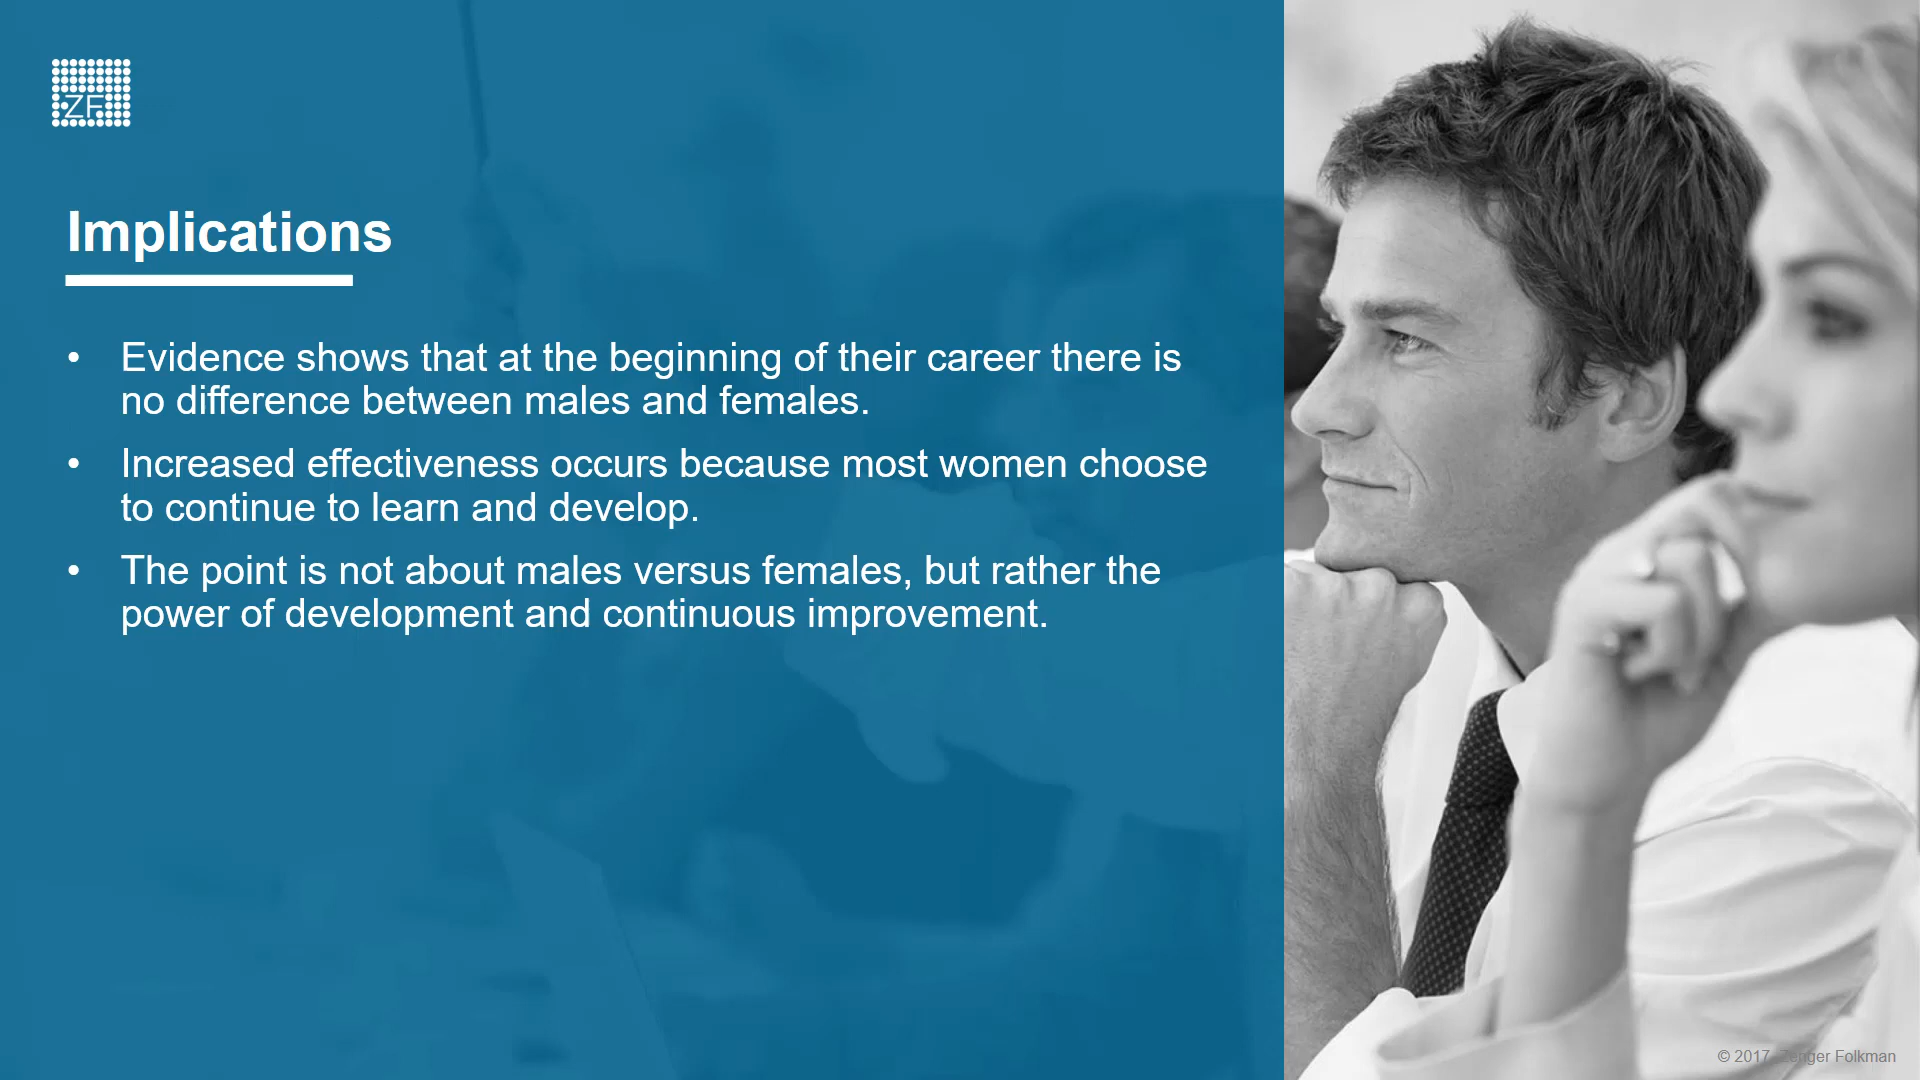 ZF
Implications
• Evidence shows that at the beginning of their career there is
no difference between males and females.
• Increased effectiveness occurs because most women choose
to continue to learn and develop.
• The point is not about males versus females, but rather the
power of development and continuous improvement.
© 2017 Zenger Folkman